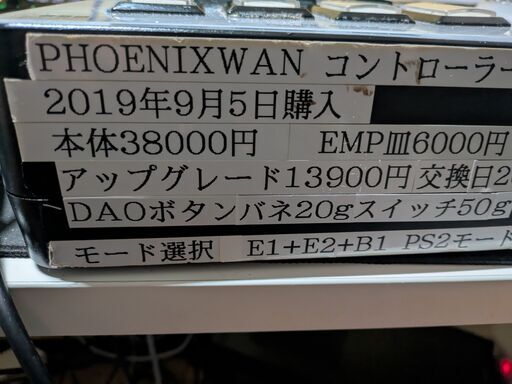 PHOENIXWAN コントローラー
2019年9月5日購入
本体38000円 EMP皿6000円
アップグレード13900円 交換日2
DAOボタンバネ20gスイッチ50g
モード選択 E1+E2+B1 PS2モード